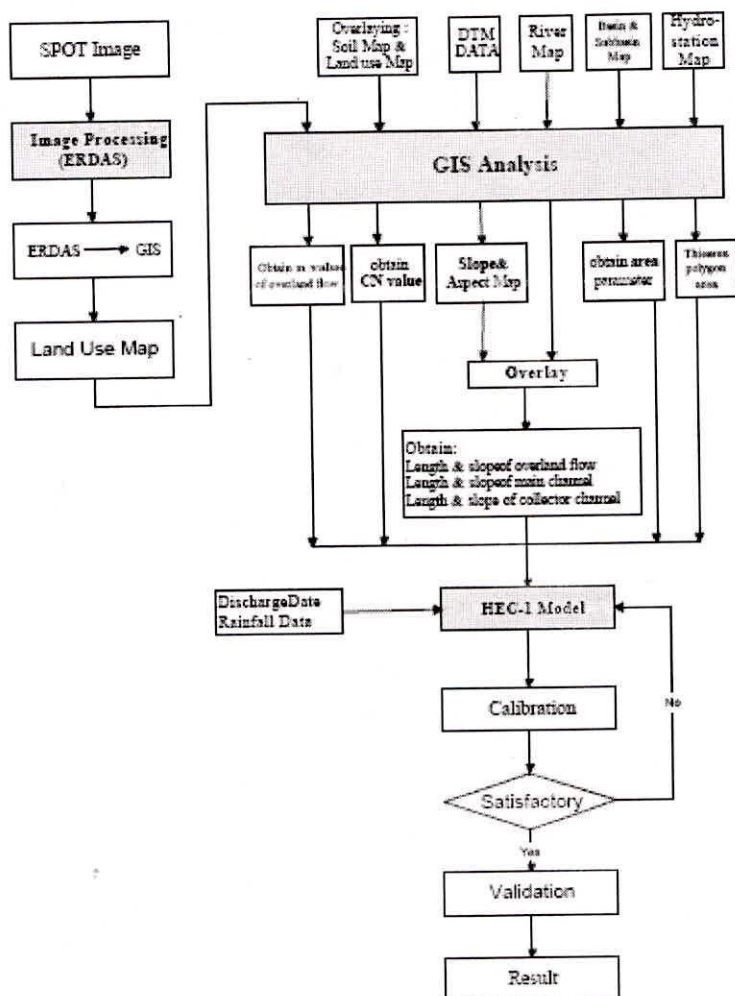 SPOT Image
Image Processing
(ERDAS)
ERDAS → GIS
Land Use Map
Overlaying :
Soil Map &
Land use Map
DTM
DATA
River
Map
Basin &
Subbasin
Map
Hydro-
station
Map
GIS Analysis
Obtain n value
of overland flow
obtain
CN value
Slope&
Aspect Map
obtain area
parameter
Thiessen
polygon
area
Overlay
Obtain:
Length & slopeof overland flow
Length & slopeof main channel
Length & slope of collector channel
DischargeDate
Rainfall Data
HEC-1 Model
Calibration
No
Satisfactory
Yes
Validation
Result